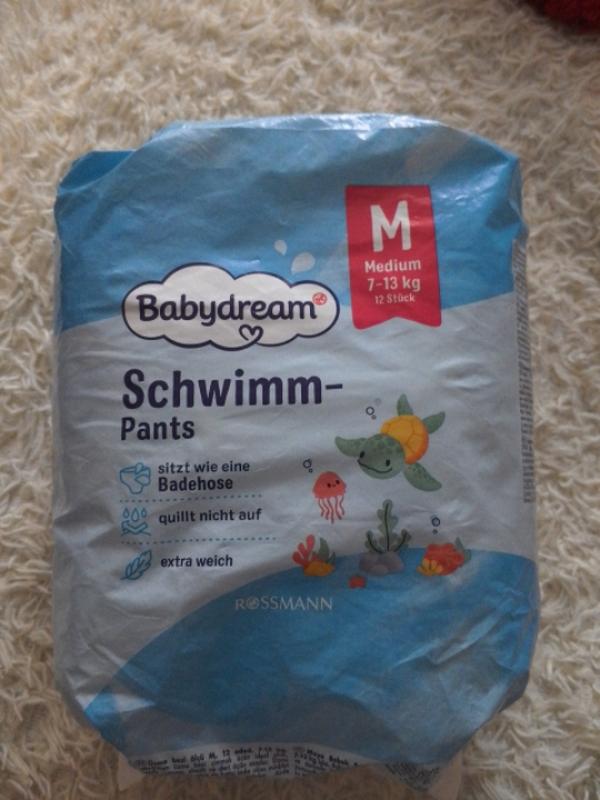 M
Medium
7-13 kg
12 Stück
Babydream
Schwimm-
Pants
sitzt wie eine
Badehose
quillt nicht auf
extra weich
ROSSMANN
M, 12